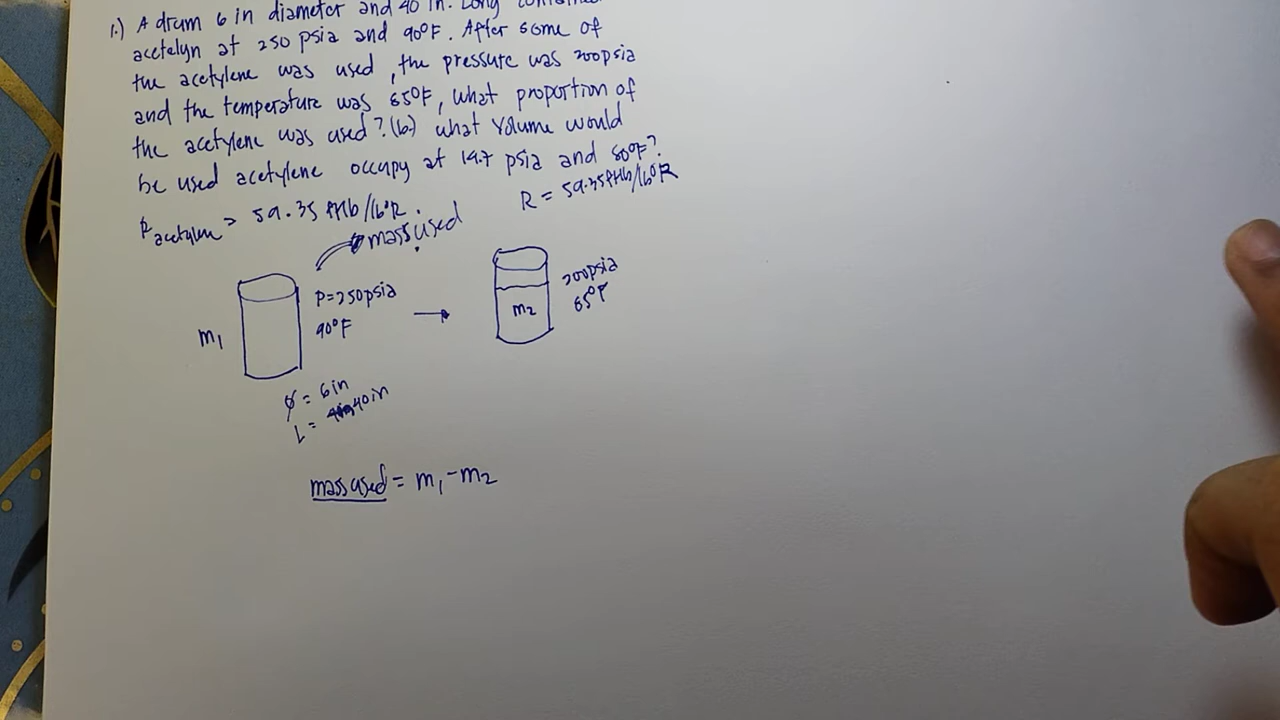 1.) A drum 6 in diameter and 40 in. Long
acetelyn at 250 psia and 90°F. After some of
the acetylene was used, the pressure was 200psia
and the temperature was 85°F, what proportion of
the acetylene was used? (b.) what volume would
be used acetylene occupy at 14.7 psia and 80°F?
R = 59.35 ftlb/lb°R
Racetylene = 59.35 ftlb/lb°R
mass used
P=250psia
90°F
m1
200psia
m2
φ = 6in
L = 40in
mass used = m1-m2